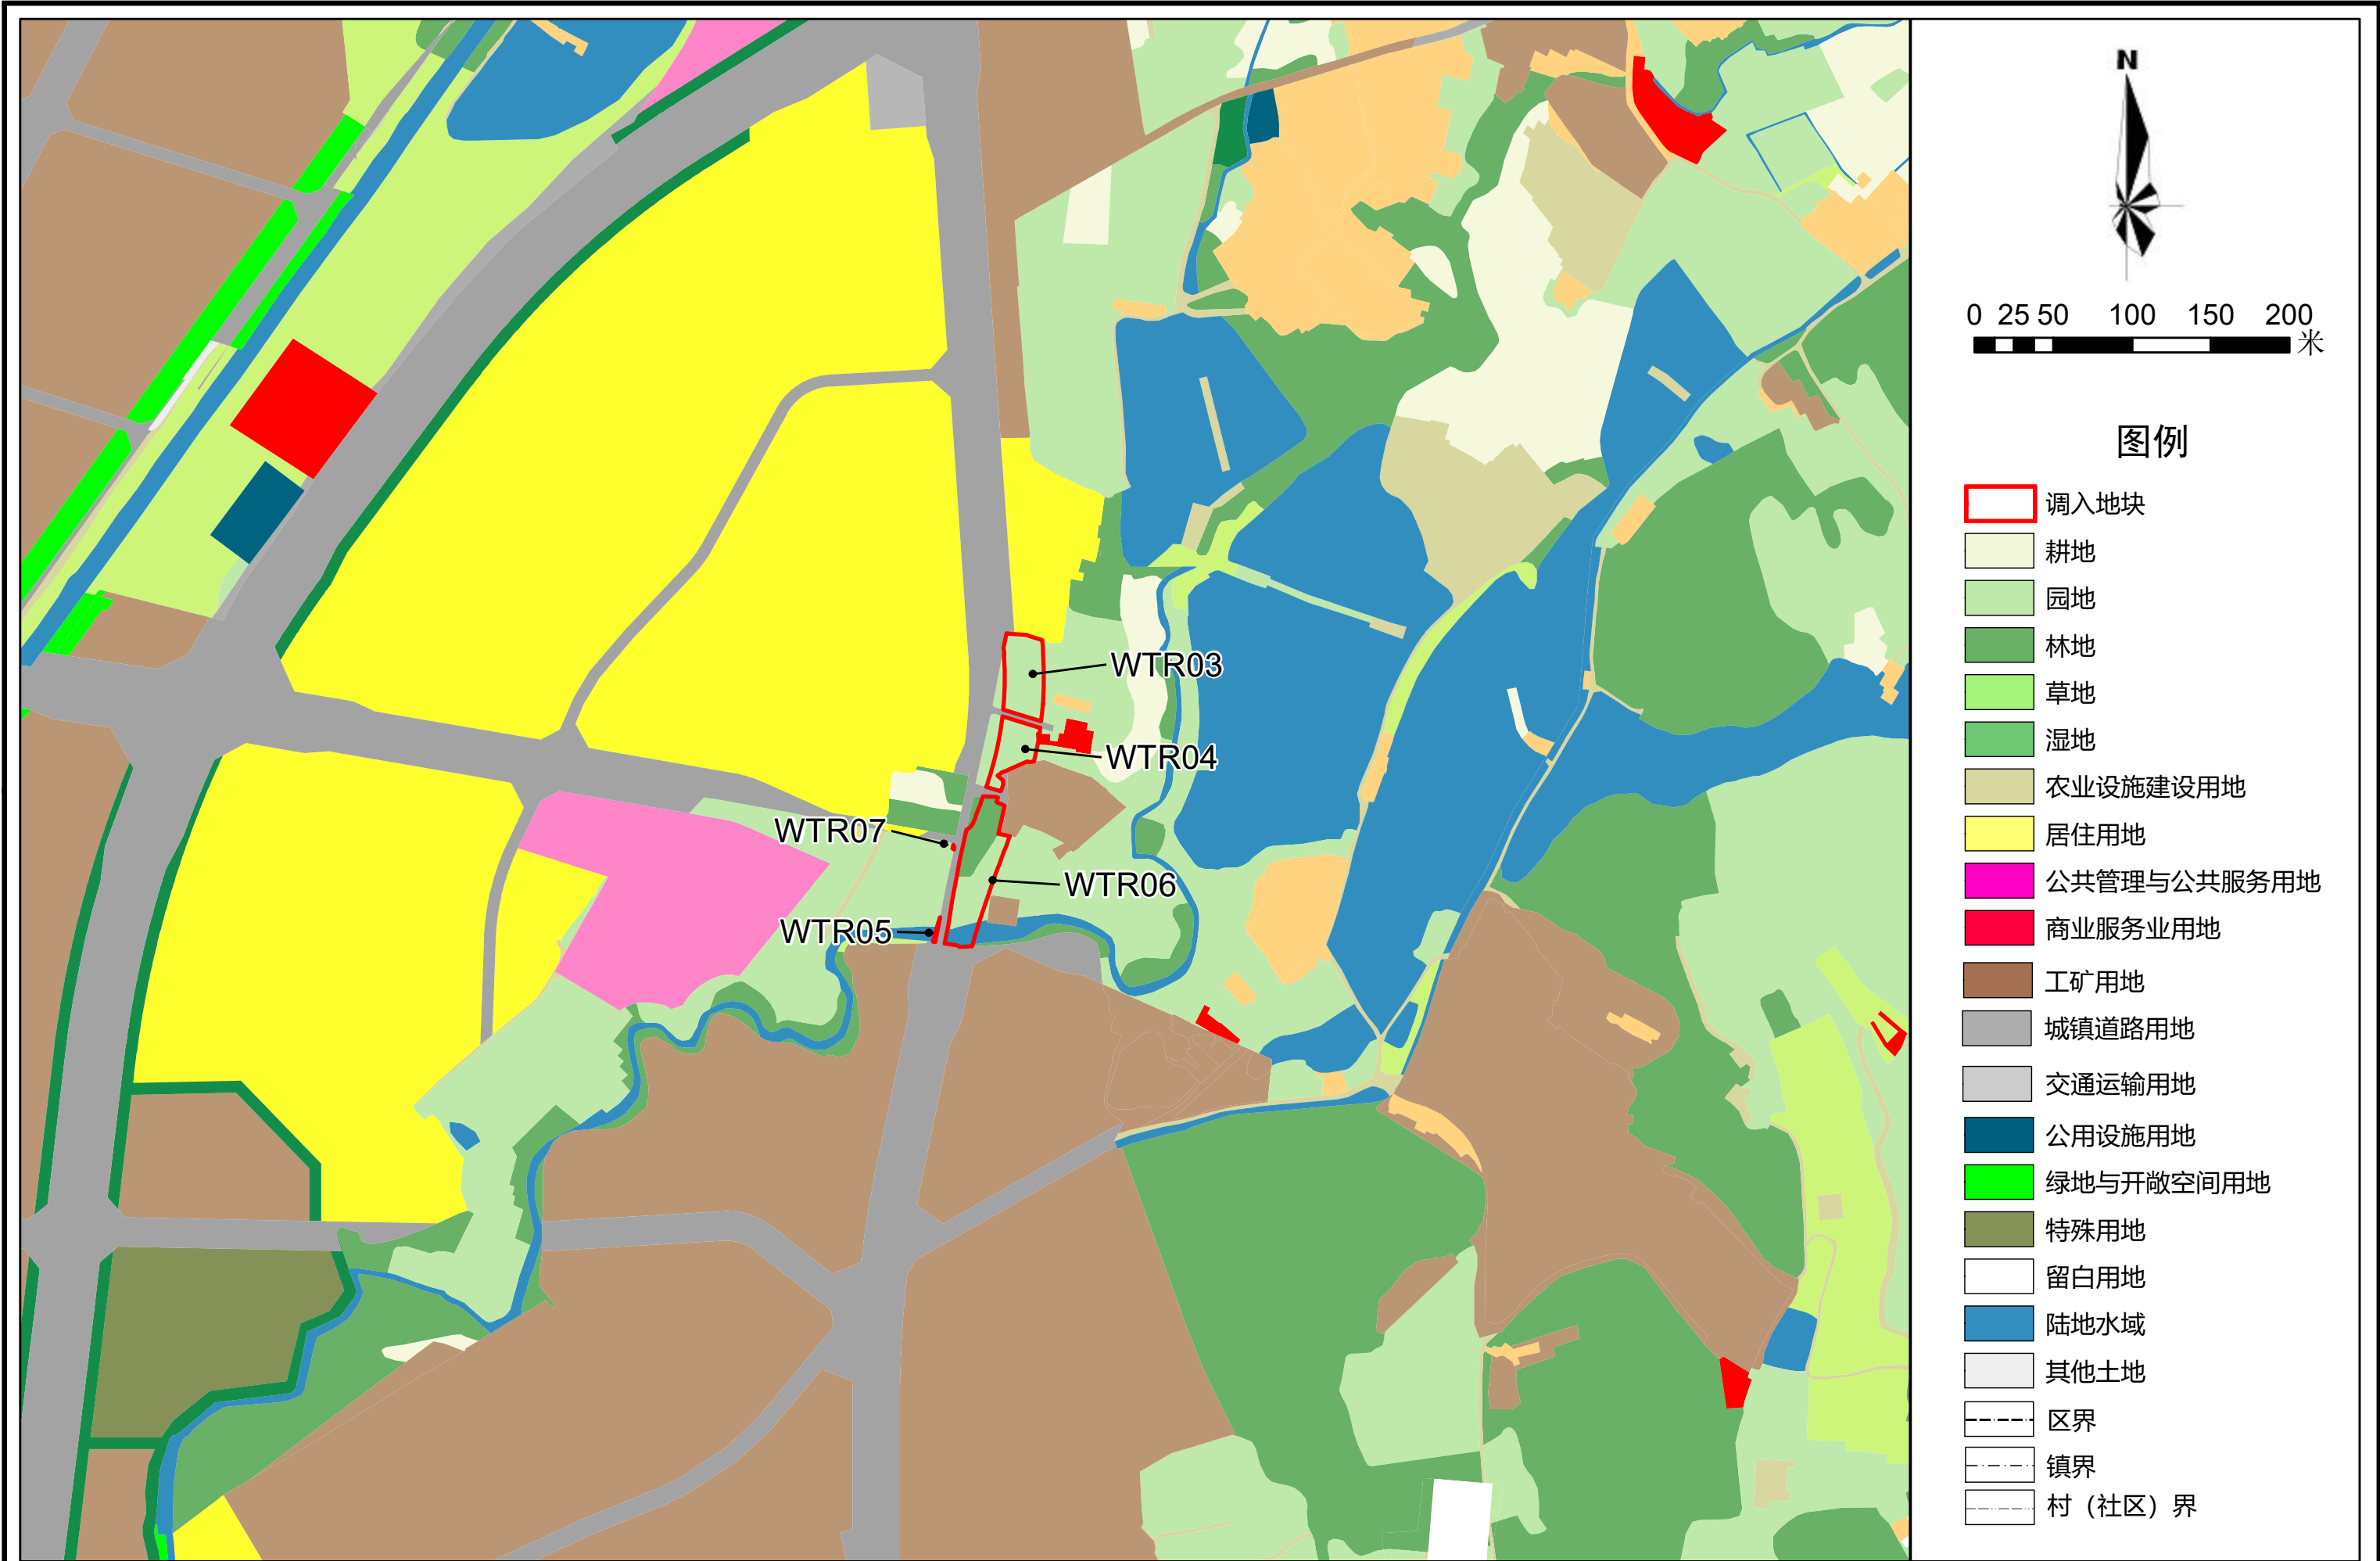 WTR03
WTR04
WTR07
WTR06
WTR05
N
0 25 50 100 150 200
米
图例
调入地块
耕地
园地
林地
草地
湿地
农业设施建设用地
居住用地
公共管理与公共服务用地
商业服务业用地
工矿用地
城镇道路用地
交通运输用地
公用设施用地
绿地与开敞空间用地
特殊用地
留白用地
陆地水域
其他土地
区界
镇界
村（社区）界